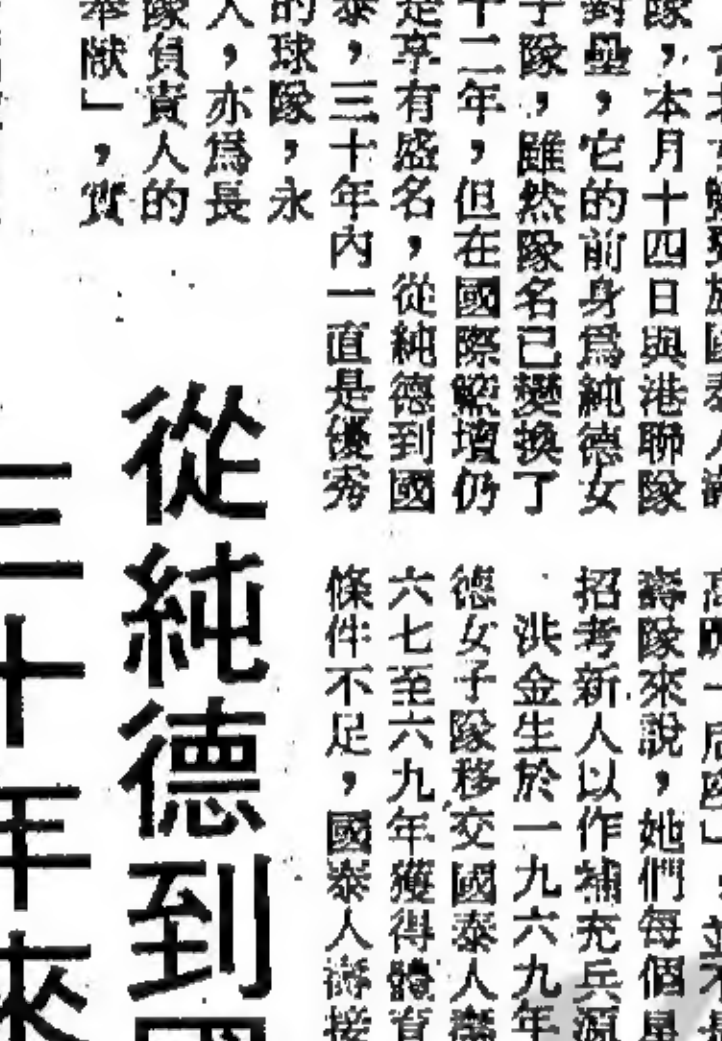 隊，本月十四日與港聯隊
對壘，它的前身爲純德女
子隊，雖然隊名已變換了
十二年，但在國際籃壇仍
是享有盛名，從純德到國
泰，三十年內一直是優秀
的球隊，永
人，亦爲長
隊負責人的
奉獻」，實
壽隊來說，她們每個星
招考新人以作補充兵源
洪金生於一九六九年
德女子隊移交國泰人壽
六七至六九年獲得體育
條件不足，國泰人壽接
從純德到國
三十年來